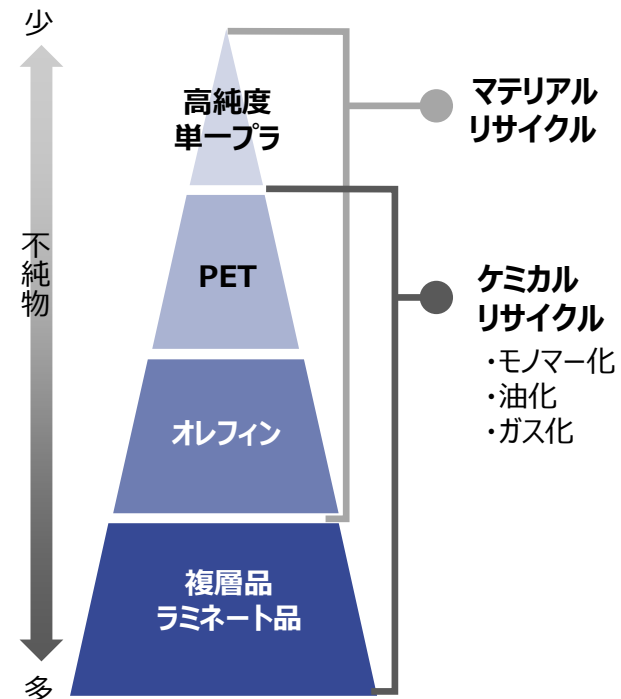 少
高純度
単一プラ
マテリアル
リサイクル
不純物
PET
ケミカル
リサイクル
・モノマー化
・油化
・ガス化
オレフィン
複層品
ラミネート品
多